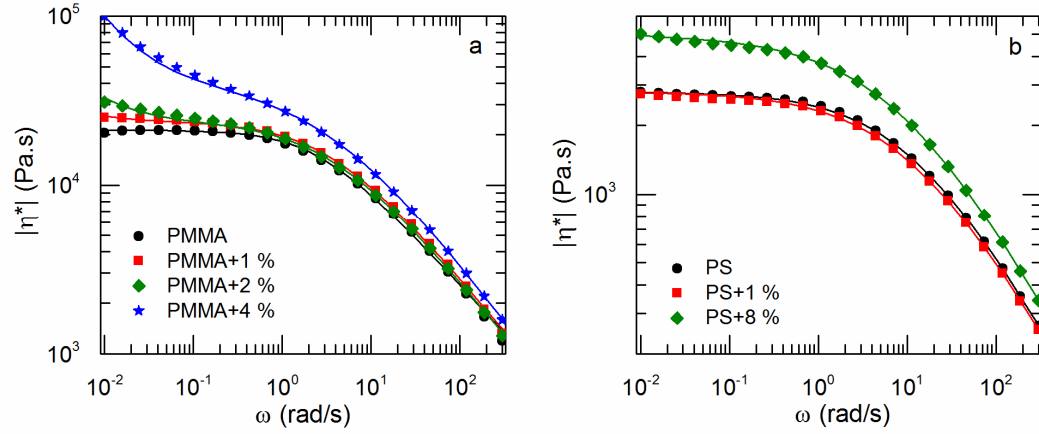 a
10^5
10^4
10^3
|η*| (Pa.s)
PMMA
PMMA+1 %
PMMA+2 %
PMMA+4 %
10^-2 10^-1 10^0 10^1 10^2
ω (rad/s)
b
10^3
|η*| (Pa.s)
PS
PS+1 %
PS+8 %
10^-2 10^-1 10^0 10^1 10^2
ω (rad/s)